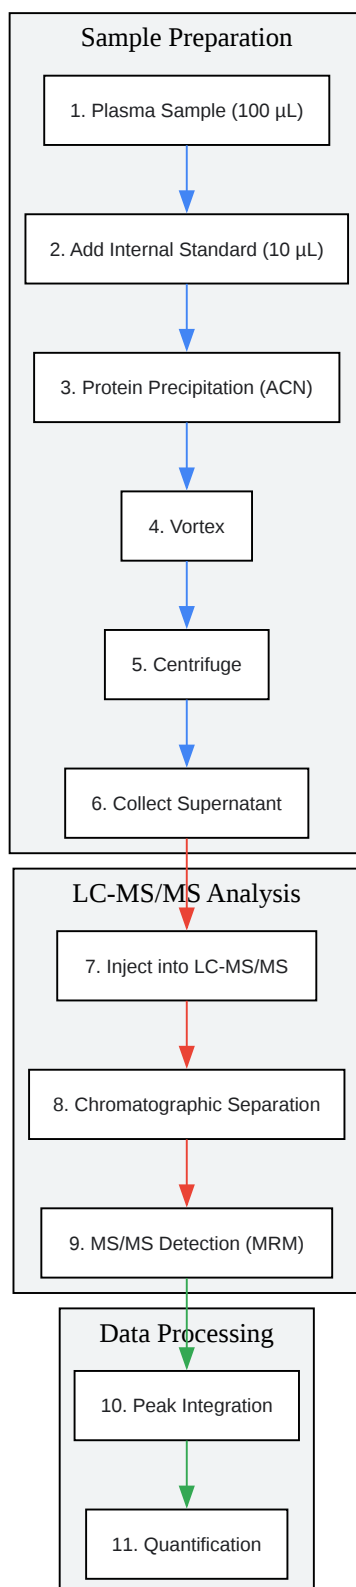 Sample Preparation
1. Plasma Sample (100 µL)
2. Add Internal Standard (10 µL)
3. Protein Precipitation (ACN)
4. Vortex
5. Centrifuge
6. Collect Supernatant
LC-MS/MS Analysis
7. Inject into LC-MS/MS
8. Chromatographic Separation
9. MS/MS Detection (MRM)
Data Processing
10. Peak Integration
11. Quantification